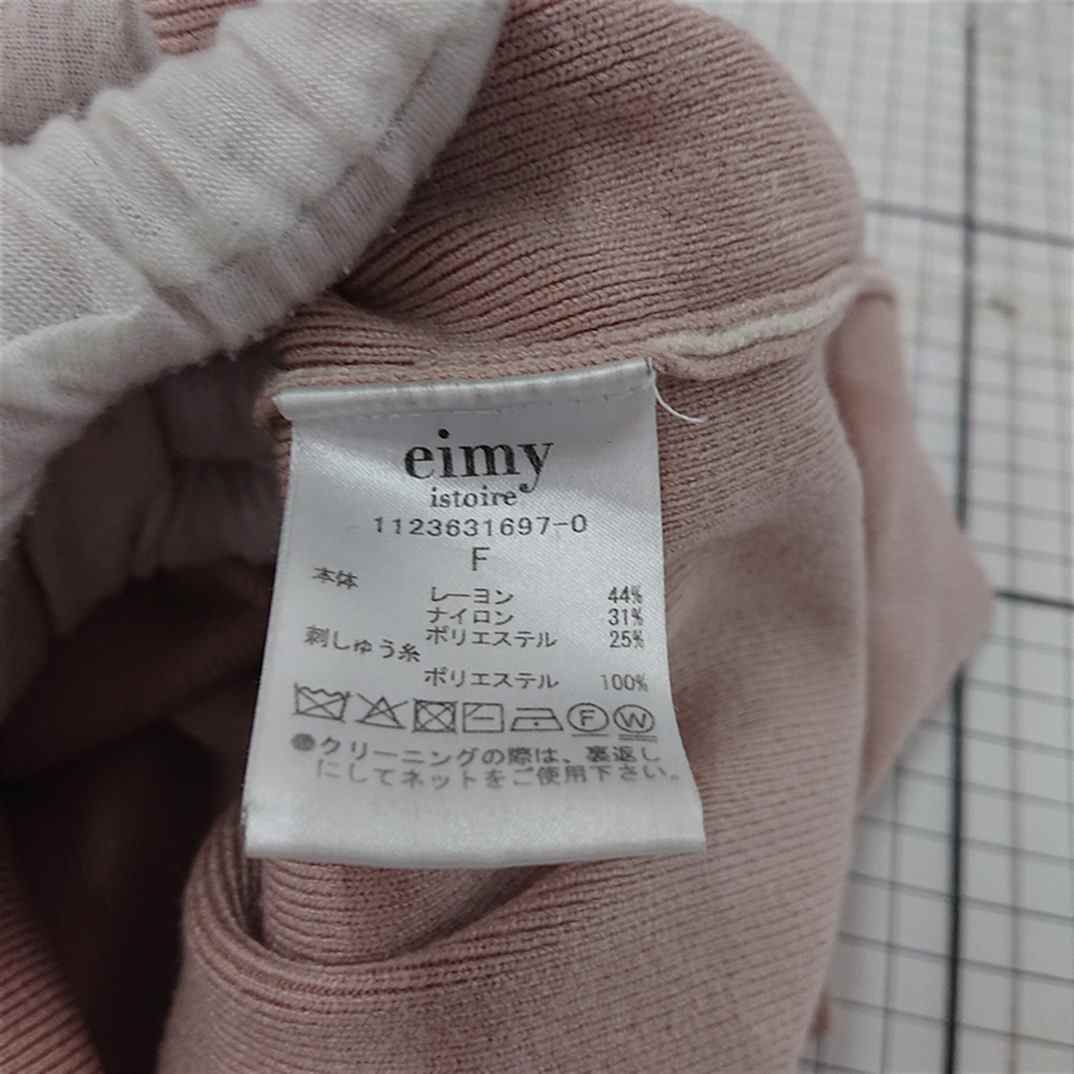 eimy
istoire
1123631697-0
F
本体
レーヨン 44%
ナイロン 31%
ポリエステル 25%
刺しゅう糸
ポリエステル 100%
F W
●クリーニングの際は、裏返し
にしてネットをご使用下さい。